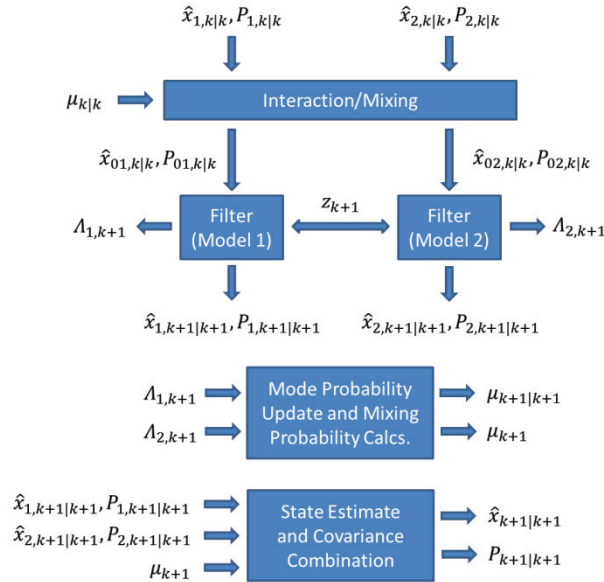 x̂₁,ₖ|ₖ, P₁,ₖ|ₖ x̂₂,ₖ|ₖ, P₂,ₖ|ₖ
μₖ|ₖ Interaction/Mixing
x̂₀₁,ₖ|ₖ, P₀₁,ₖ|ₖ x̂₀₂,ₖ|ₖ, P₀₂,ₖ|ₖ
Λ₁,ₖ₊₁ Filter zₖ₊₁ Filter Λ₂,ₖ₊₁
(Model 1) (Model 2)
x̂₁,ₖ₊₁|ₖ₊₁, P₁,ₖ₊₁|ₖ₊₁ x̂₂,ₖ₊₁|ₖ₊₁, P₂,ₖ₊₁|ₖ₊₁
Λ₁,ₖ₊₁ Mode Probability μₖ₊₁|ₖ₊₁
Update and Mixing
Λ₂,ₖ₊₁ Probability Calcs. μₖ₊₁
x̂₁,ₖ₊₁|ₖ₊₁, P₁,ₖ₊₁|ₖ₊₁ State Estimate x̂ₖ₊₁|ₖ₊₁
x̂₂,ₖ₊₁|ₖ₊₁, P₂,ₖ₊₁|ₖ₊₁ and Covariance
μₖ₊₁ Combination Pₖ₊₁|ₖ₊₁